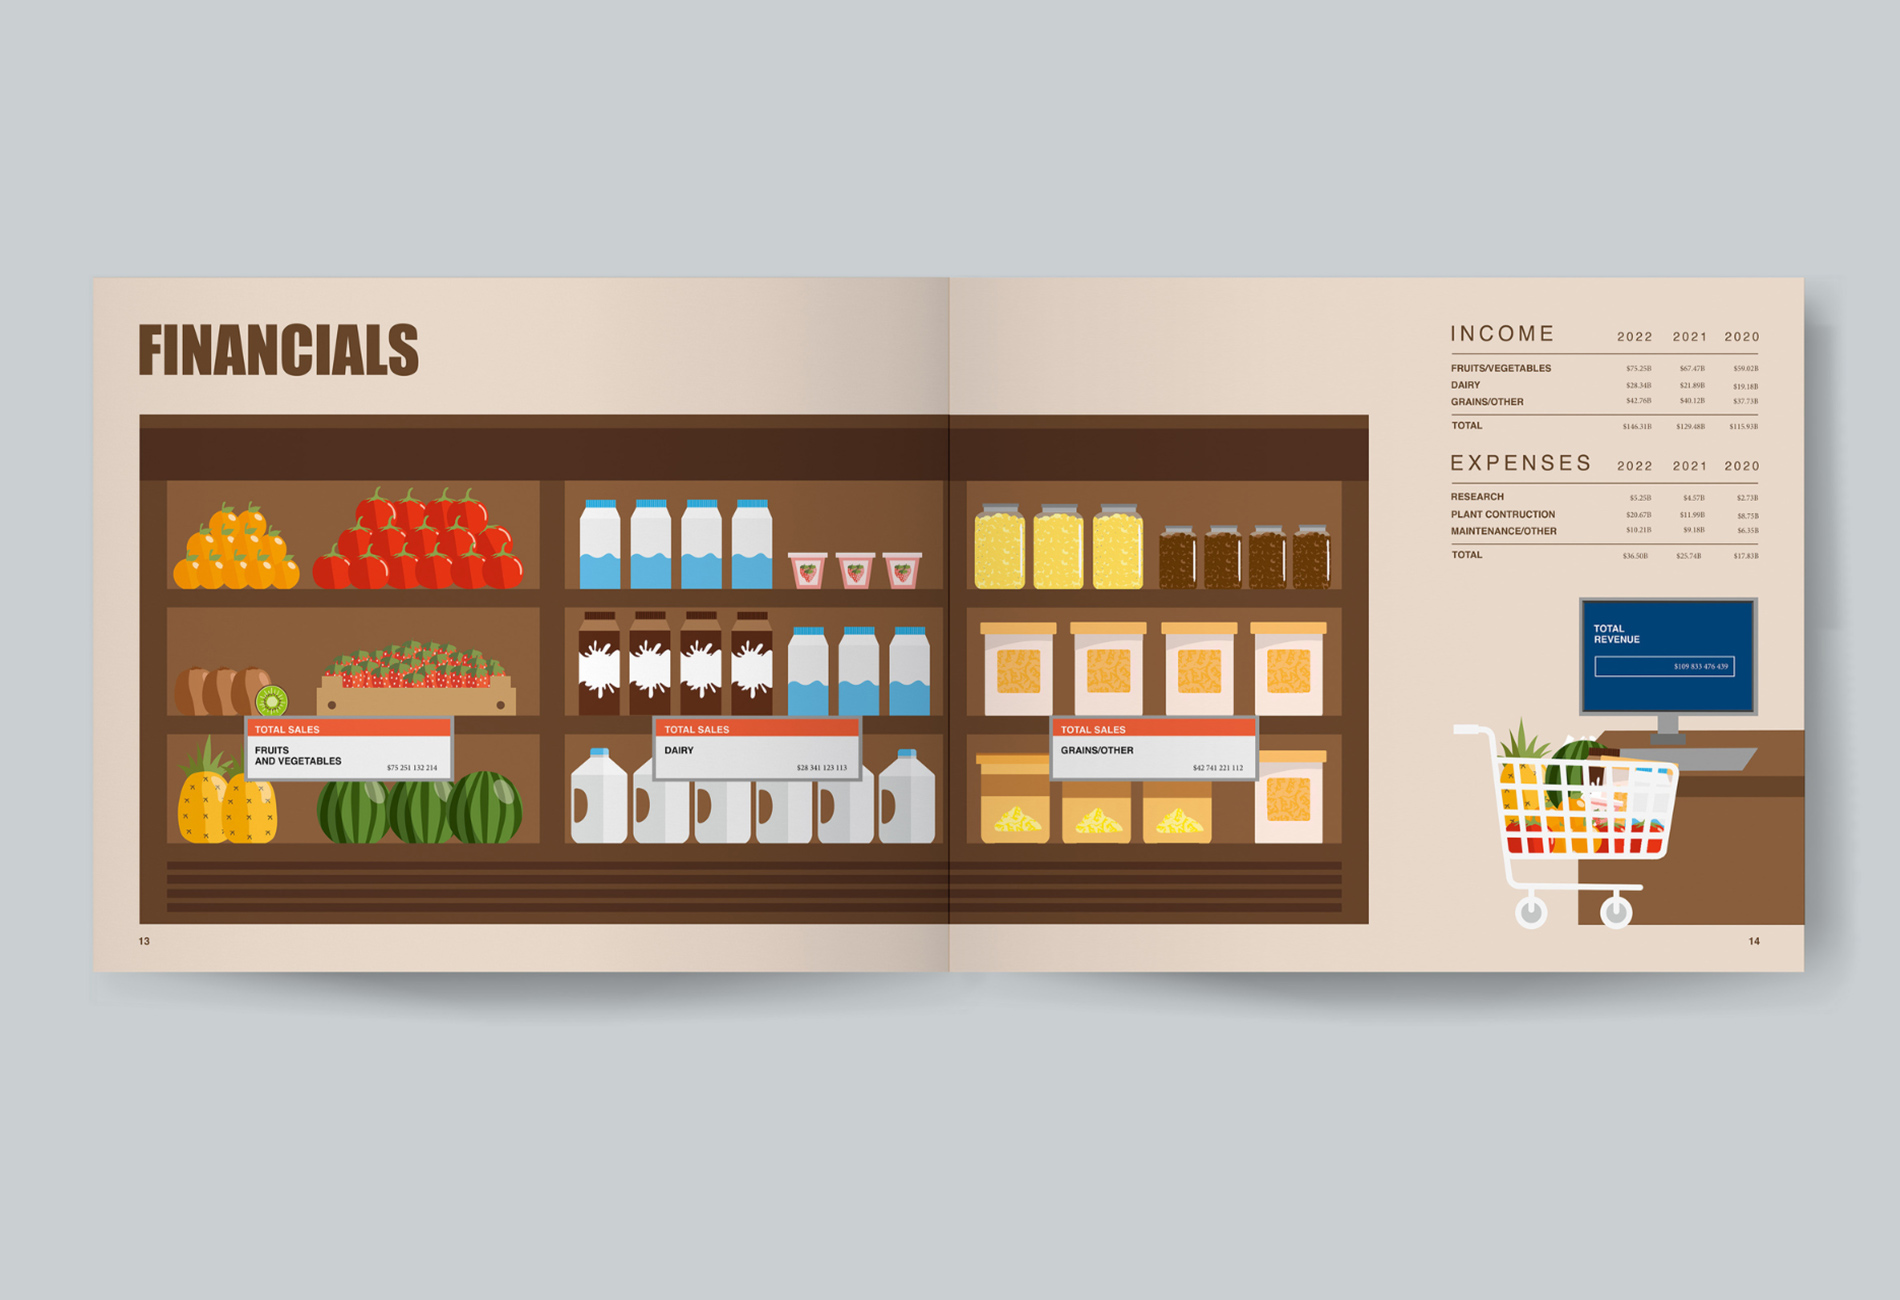 FINANCIALS
TOTAL SALES
FRUITS
AND VEGETABLES
$75 251 132 214
TOTAL SALES
DAIRY
$28 341 123 113
TOTAL SALES
GRAINS/OTHER
$42 741 221 112
13
INCOME 2022 2021 2020
FRUITS/VEGETABLES $75.25B $67.47B $59.02B
DAIRY $28.34B $21.89B $19.18B
GRAINS/OTHER $42.76B $40.12B $37.73B
TOTAL $146.31B $129.48B $115.93B
EXPENSES 2022 2021 2020
RESEARCH $5.25B $4.57B $2.73B
PLANT CONTRUCTION $20.67B $11.99B $8.75B
MAINTENANCE/OTHER $10.21B $9.18B $6.35B
TOTAL $36.50B $25.74B $17.83B
TOTAL
REVENUE
$109 833 476 439
14